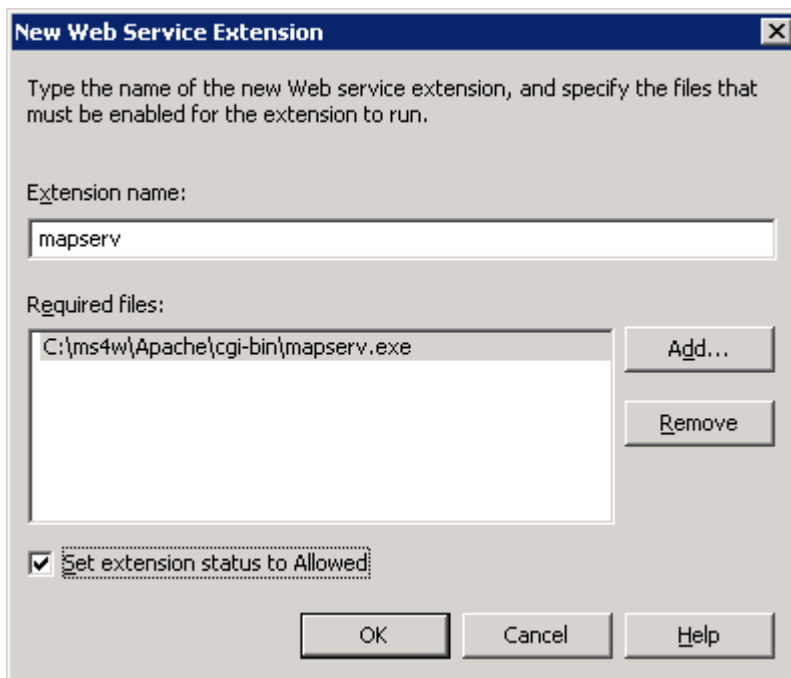 New Web Service Extension
Type the name of the new Web service extension, and specify the files that
must be enabled for the extension to run.
Extension name:
mapserv
Required files:
C:\ms4w\Apache\cgi-bin\mapserv.exe
Add...
Remove
Set extension status to Allowed
OK
Cancel
Help